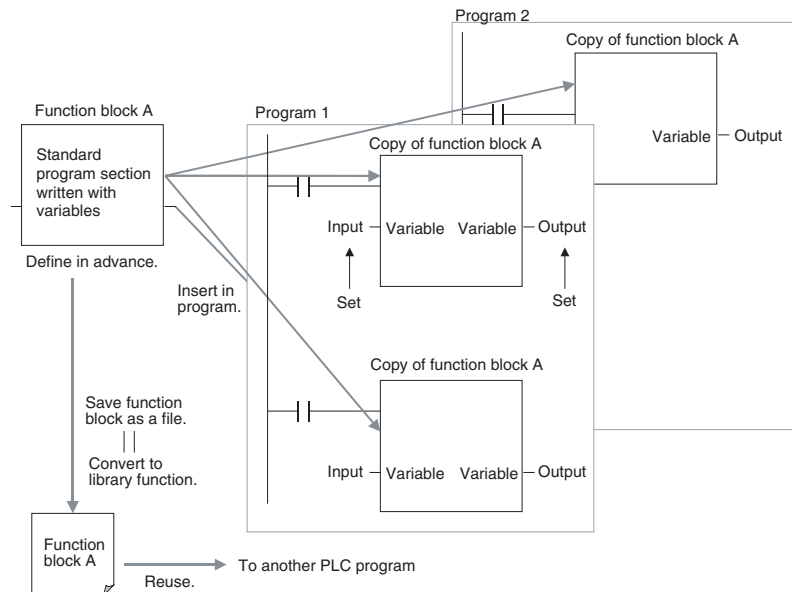 Program 2
Copy of function block A
Variable
Output
Function block A
Standard
program section
written with
variables
Define in advance.
Program 1
Copy of function block A
Input
Variable
Variable
Output
Set
Set
Insert in
program.
Copy of function block A
Input
Variable
Variable
Output
Save function
block as a file.
Convert to
library function.
Function
block A
Reuse.
To another PLC program